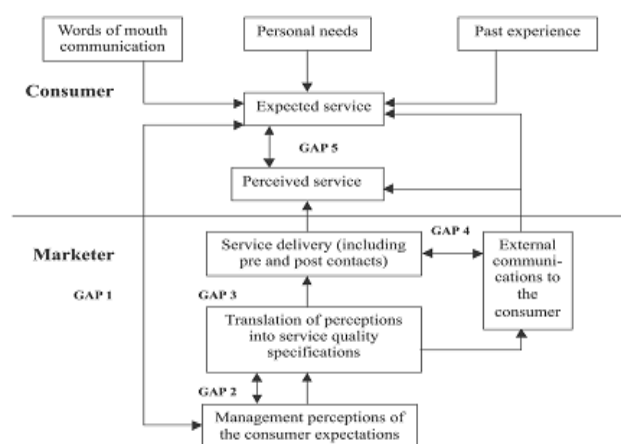 Words of mouth
communication
Personal needs
Past experience
Consumer
Expected service
GAP 5
Perceived service
GAP 4
Marketer
Service delivery (including
pre and post contacts)
External
communi-
cations to
the
consumer
GAP 1
GAP 3
Translation of perceptions
into service quality
specifications
GAP 2
Management perceptions of
the consumer expectations